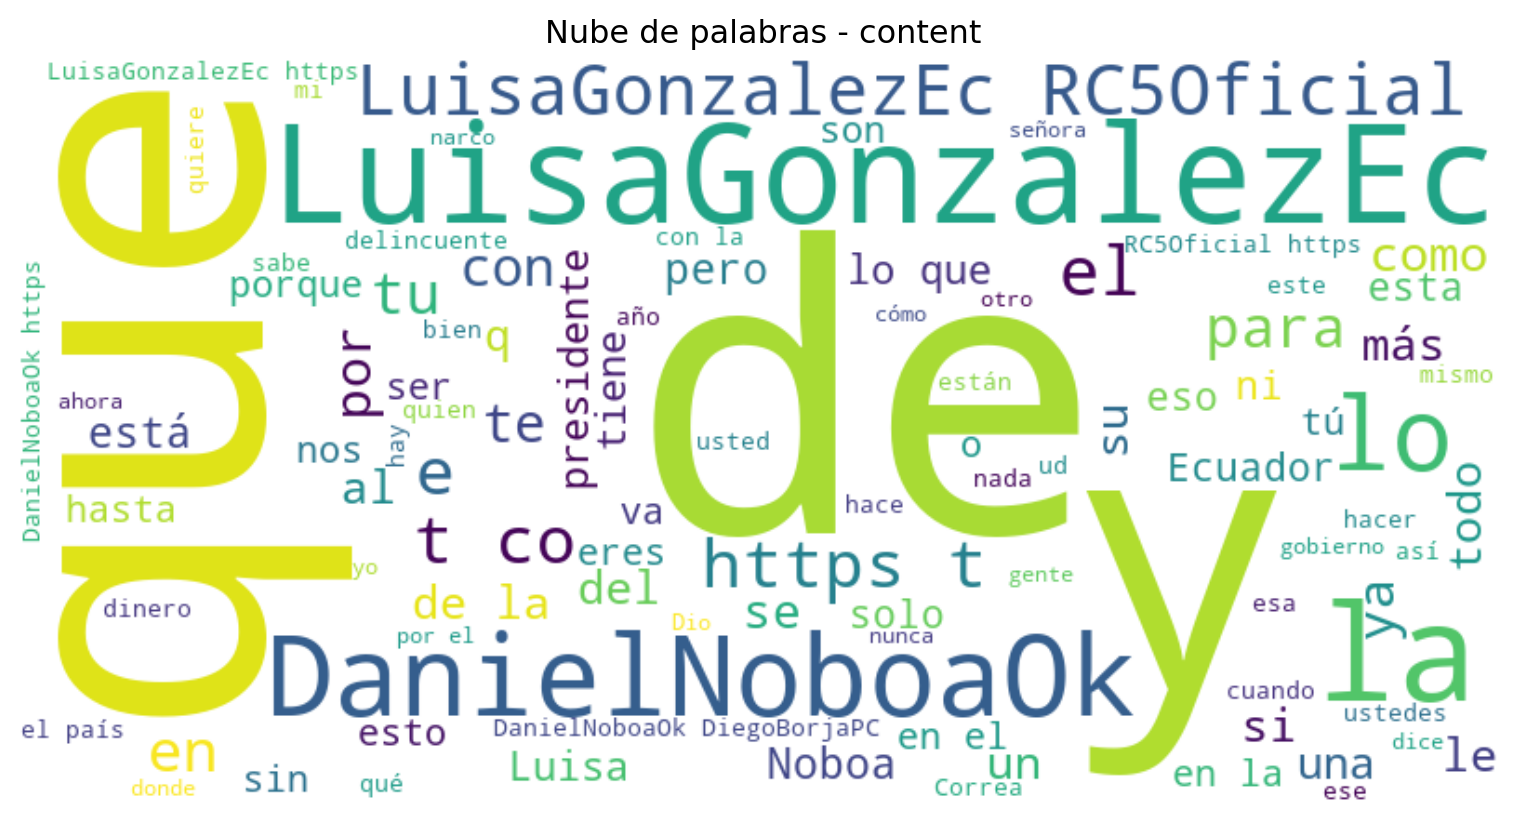 Nube de palabras - content
LuisaGonzalezEc https
mi
LuisaGonzalezEc RC5Oficial
quiere
que
narco
LuisaGonzalezEc
son
señora
delincuente
con la
RC5Oficial https
sabe
porque
tu
con
pero
lo que
el
como
esta
este
otro
cómo
año
presidente
tiene
bien
q
por
ser
quien
para
más
mismo
DanielNoboaOk https
ahora
está
nos
hay
te
de
están
usted
o
nada
ud
su
eso
ni
tú
lo
Ecuador
al
e
hasta
va
hace
todo
hacer
gobierno
así
t co
eres
https t
y
yo
dinero
de la
del
se
solo
gente
esa
ya
la
Dio
por el
nunca
DanielNoboaOk
cuando
ustedes
el país
esto
DanielNoboaOk DiegoBorjaPC
en el
si
dice
en
Luisa
Noboa
un
en la
una
le
donde
sin
qué
Correa
ese